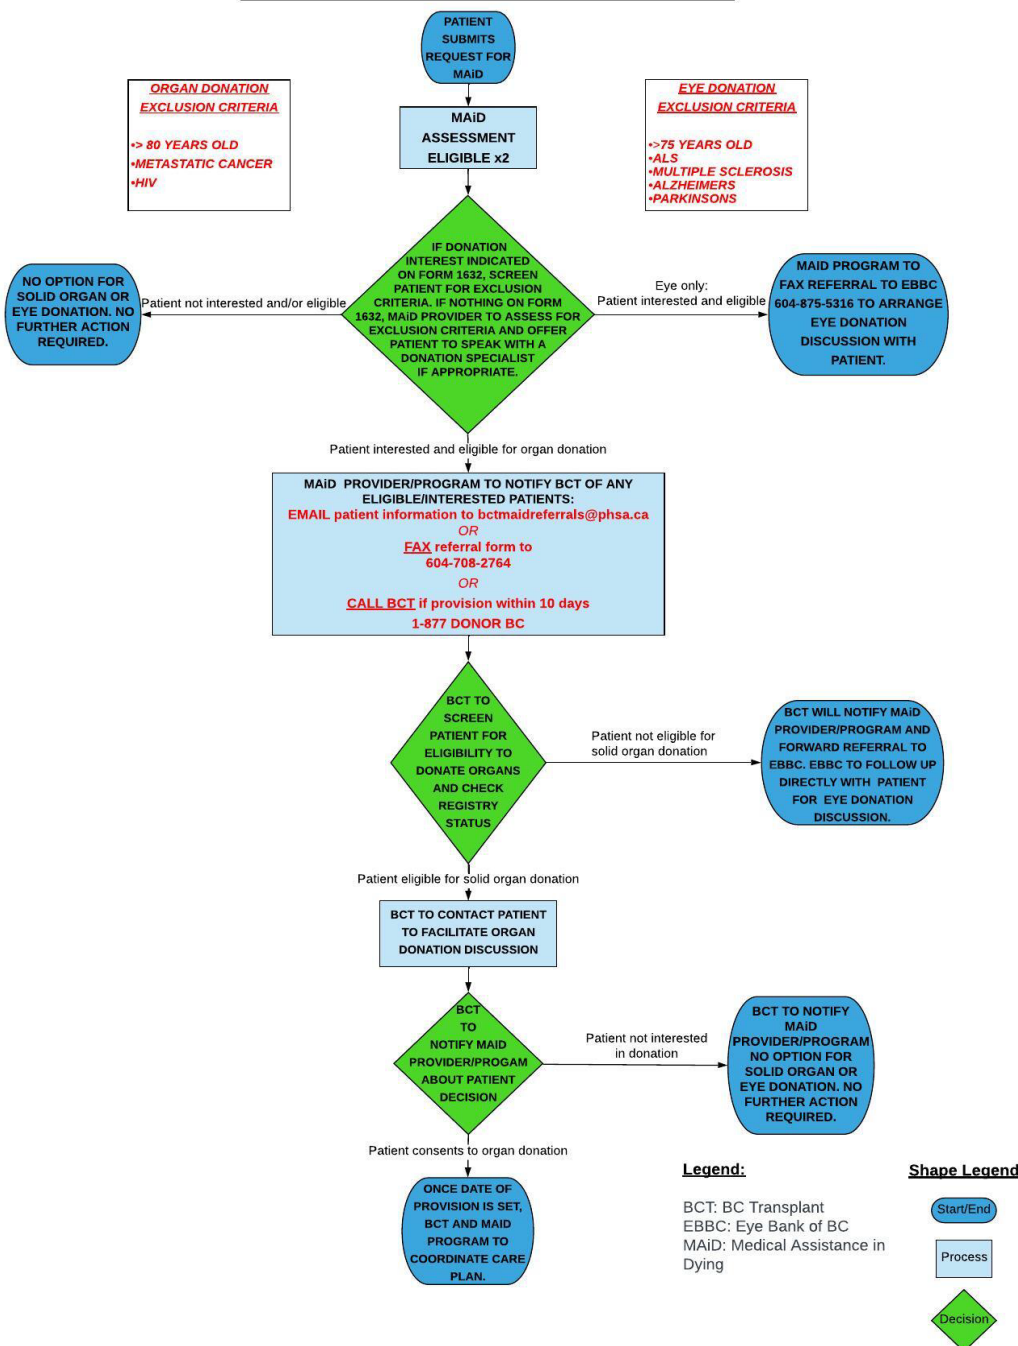 PATIENT
SUBMITS
REQUEST FOR
MAiD
ORGAN DONATION
EXCLUSION CRITERIA
•> 80 YEARS OLD
•METASTATIC CANCER
•HIV
MAiD
ASSESSMENT
ELIGIBLE x2
EYE DONATION
EXCLUSION CRITERIA
•>75 YEARS OLD
•ALS
•MULTIPLE SCLEROSIS
•ALZHEIMERS
•PARKINSONS
NO OPTION FOR
SOLID ORGAN OR
EYE DONATION. NO
FURTHER ACTION
REQUIRED.
Patient not interested and/or eligible
IF DONATION
INTEREST INDICATED
ON FORM 1632, SCREEN
PATIENT FOR EXCLUSION
CRITERIA. IF NOTHING ON FORM
1632, MAiD PROVIDER TO ASSESS FOR
EXCLUSION CRITERIA AND OFFER
PATIENT TO SPEAK WITH A
DONATION SPECIALIST
IF APPROPRIATE.
Eye only:
Patient interested and eligible
MAID PROGRAM TO
FAX REFERRAL TO EBBC
604-875-5316 TO ARRANGE
EYE DONATION
DISCUSSION WITH
PATIENT.
Patient interested and eligible for organ donation
MAiD PROVIDER/PROGRAM TO NOTIFY BCT OF ANY
ELIGIBLE/INTERESTED PATIENTS:
EMAIL patient information to bctmaidreferrals@phsa.ca
OR
FAX referral form to
604-708-2764
OR
CALL BCT if provision within 10 days
1-877 DONOR BC
BCT TO
SCREEN
PATIENT FOR
ELIGIBILITY TO
DONATE ORGANS
AND CHECK
REGISTRY
STATUS
Patient not eligible for
solid organ donation
BCT WILL NOTIFY MAiD
PROVIDER/PROGRAM AND
FORWARD REFERRAL TO
EBBC. EBBC TO FOLLOW UP
DIRECTLY WITH PATIENT
FOR EYE DONATION
DISCUSSION.
Patient eligible for solid organ donation
BCT TO CONTACT PATIENT
TO FACILITATE ORGAN
DONATION DISCUSSION
BCT
TO
NOTIFY MAID
PROVIDER/PROGAM
ABOUT PATIENT
DECISION
Patient not interested
in donation
BCT TO NOTIFY
MAiD
PROVIDER/PROGRAM
NO OPTION FOR
SOLID ORGAN OR
EYE DONATION. NO
FURTHER ACTION
REQUIRED.
Patient consents to organ donation
ONCE DATE OF
PROVISION IS SET,
BCT AND MAID
PROGRAM TO
COORDINATE CARE
PLAN.
Legend:
BCT: BC Transplant
EBBC: Eye Bank of BC
MAiD: Medical Assistance in
Dying
Shape Legend
Start/End
Process
Decision